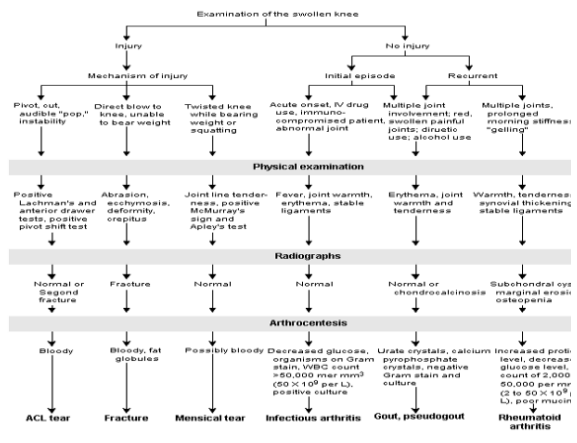 Examination of the swollen knee
Injury
No injury
Mechanism of injury
Initial episode
Recurrent
Pivot, cut,
audible "pop,"
instability
Direct blow to
knee, unable
to bear weight
Twisted knee
while bearing
weight or
squatting
Acute onset, IV drug
use, immuno-
compromised patient,
abnormal joint
Multiple joint
involvement; red,
swollen painful
joints; diruetic
use; alcohol use
Multiple joints,
prolonged
morning stiffness
"gelling"
Physical examination
Positive
Lachman's and
anterior drawer
tests, positive
pivot shift test
Abrasion,
ecchymosis,
deformity,
crepitus
Joint line tender-
ness, positive
McMurray's
sign and
Apley's test
Fever, joint warmth,
erythema, stable
ligaments
Erythema, joint
warmth and
tenderness
Warmth, tenderness
synovial thickening
stable ligaments
Radiographs
Normal or
Segond
fracture
Fracture
Normal
Normal
Normal or
chondrocalcinosis
Subchondral cys
marginal erosio
osteopenia
Arthrocentesis
Bloody
Bloody, fat
globules
Possibly bloody
Decreased glucose,
organisms on Gram
stain, WBC count
>50,000 mer mm³
(50 X 10⁹ per L),
positive culture
Urate crystals, calcium
pyrophosphate
crystals, negative
Gram stain and
culture
Increased protei
level, decrease
glucose level,
count of 2,000
50,000 per mm
(2 to 50 X 10⁹
L), poor mucin
ACL tear
Fracture
Mensical tear
Infectious arthritis
Gout, pseudogout
Rheumatoid
arthritis